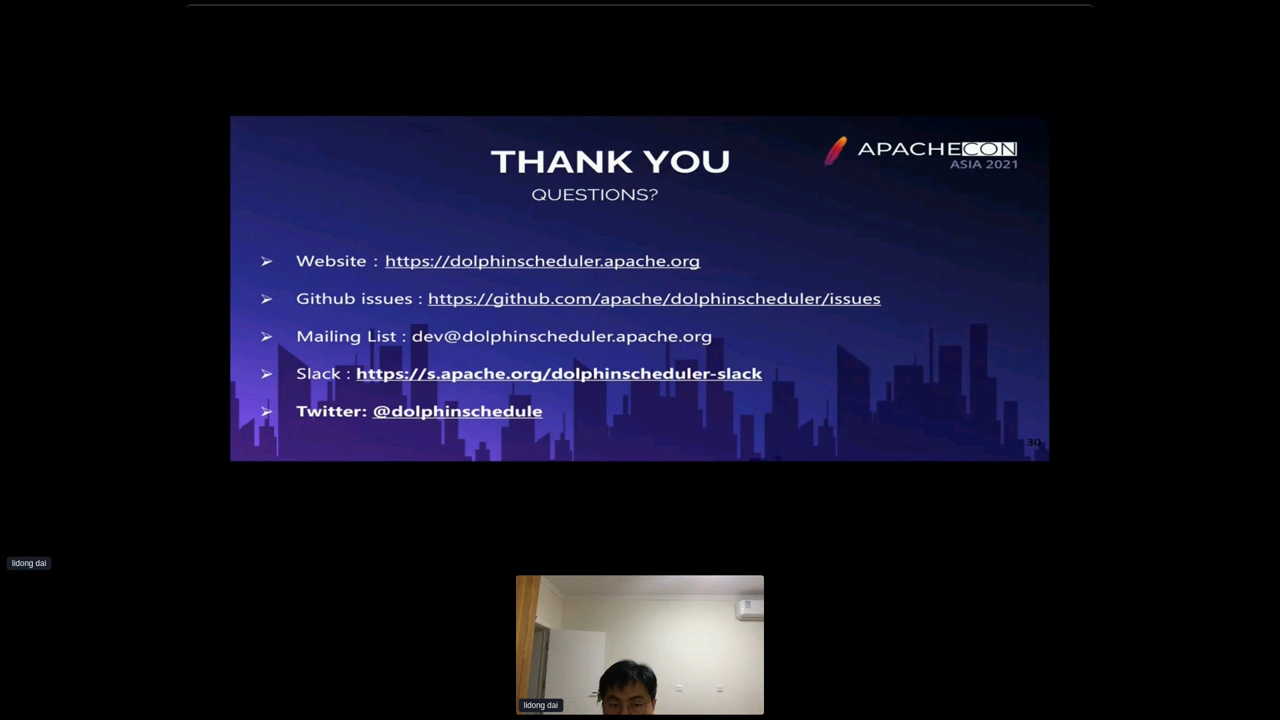 THANK YOU
QUESTIONS?
APACHECON
ASIA 2021
➢ Website : https://dolphinscheduler.apache.org
➢ Github issues : https://github.com/apache/dolphinscheduler/issues
➢ Mailing List : dev@dolphinscheduler.apache.org
➢ Slack : https://s.apache.org/dolphinscheduler-slack
➢ Twitter: @dolphinschedule
30
lidong dai
lidong dai